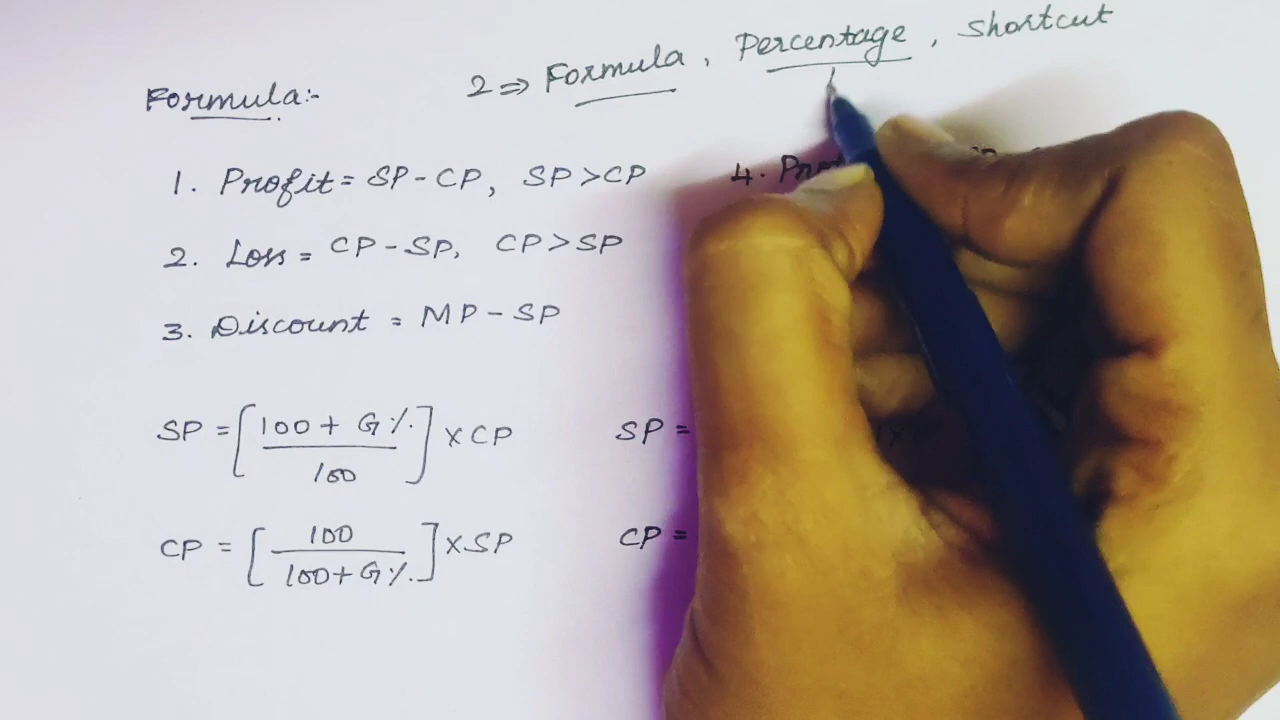 2 ⇒ Formula, Percentage, Shortcut
Formula:-
1. Profit = SP - CP, SP > CP
4.
2. Loss = CP - SP, CP > SP
3. Discount = MP - SP
SP = [100 + G%. / 100] × CP
SP =
CP = [100 / 100 + G%.] × SP
CP =